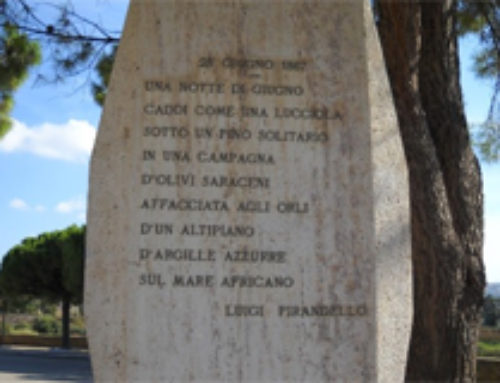 28 GIUGNO 1867
UNA NOTTE DI GIUGNO
CADDI COME UNA LUCCIOLA
SOTTO UN PINO SOLITARIO
IN UNA CAMPAGNA
D'OLIVI SARACENI
AFFACCIATA AGLI ORLI
D'UN ALTIPIANO
D'ARGILLE AZZURRE
SUL MARE AFRICANO
LUIGI PIRANDELLO